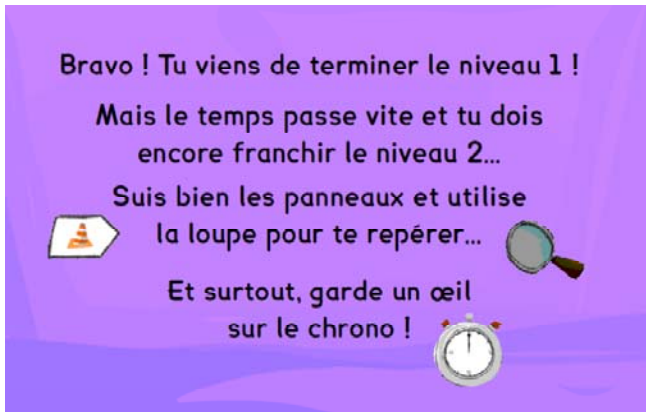 Bravo ! Tu viens de terminer le niveau 1 !
Mais le temps passe vite et tu dois
encore franchir le niveau 2...
Suis bien les panneaux et utilise
la loupe pour te repérer...
Et surtout, garde un œil
sur le chrono !